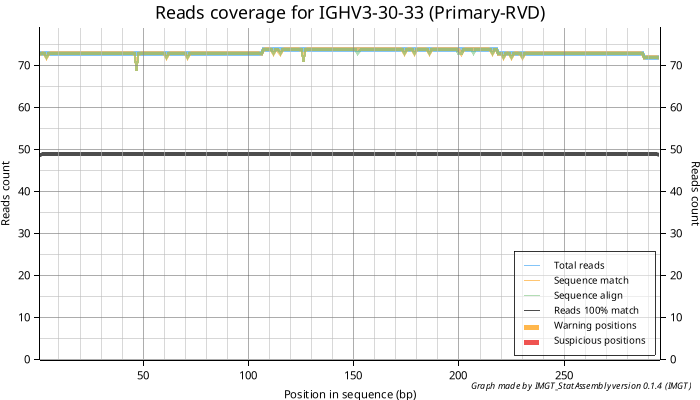 Reads coverage for IGHV3-30-33 (Primary-RVD)
70 70
60 60
50 50
40 40
30 30
20 20
10 10
0 0
Reads count
Reads count
Total reads
Sequence match
Sequence align
Reads 100% match
Warning positions
Suspicious positions
50 100 150 200 250
Position in sequence (bp)
Graph made by IMGT_StatAssembly version 0.1.4 (IMGT)